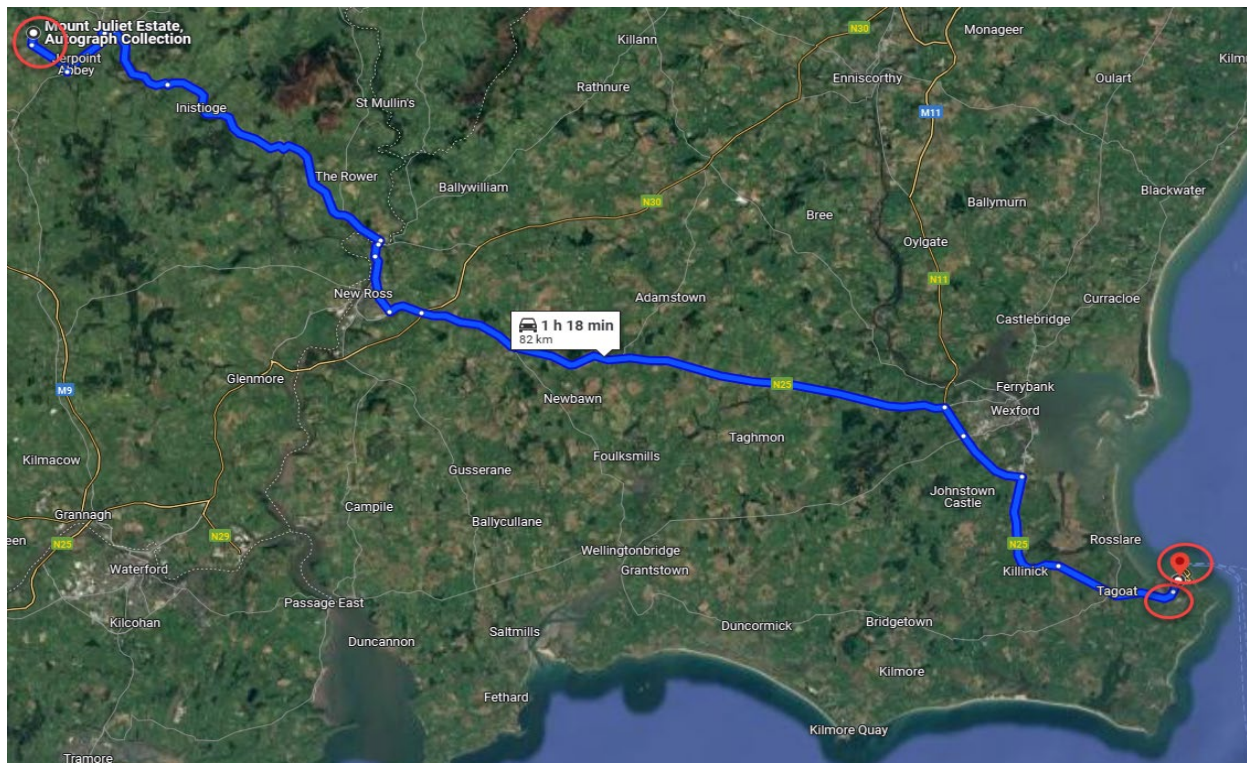 Mount Juliet Estate,
Autograph Collection
Jerpoint
Abbey
Inistioge
St Mullin's
The Rower
Ballywilliam
Killann
Rathnure
N30
Enniscorthy
Monageer
Oulart
Kilm
M11
N30
Bree
Ballymurn
Blackwater
Oylgate
N11
Curracloe
Castlebridge
New Ross
Adamstown
1 h 18 min
82 km
Glenmore
M9
Newbawn
N25
Ferrybank
Wexford
Taghmon
Foulksmills
Gusserane
Kilmacow
Campile
Ballycullane
Johnstown
Castle
Grannagh
een
N25
N29
Waterford
Wellingtonbridge
Grantstown
N25
Killinick
Rosslare
Tagoat
Passage East
Kilcohan
Duncannon
Saltmills
Duncormick
Bridgetown
Kilmore
Fethard
Kilmore Quay
Tramore